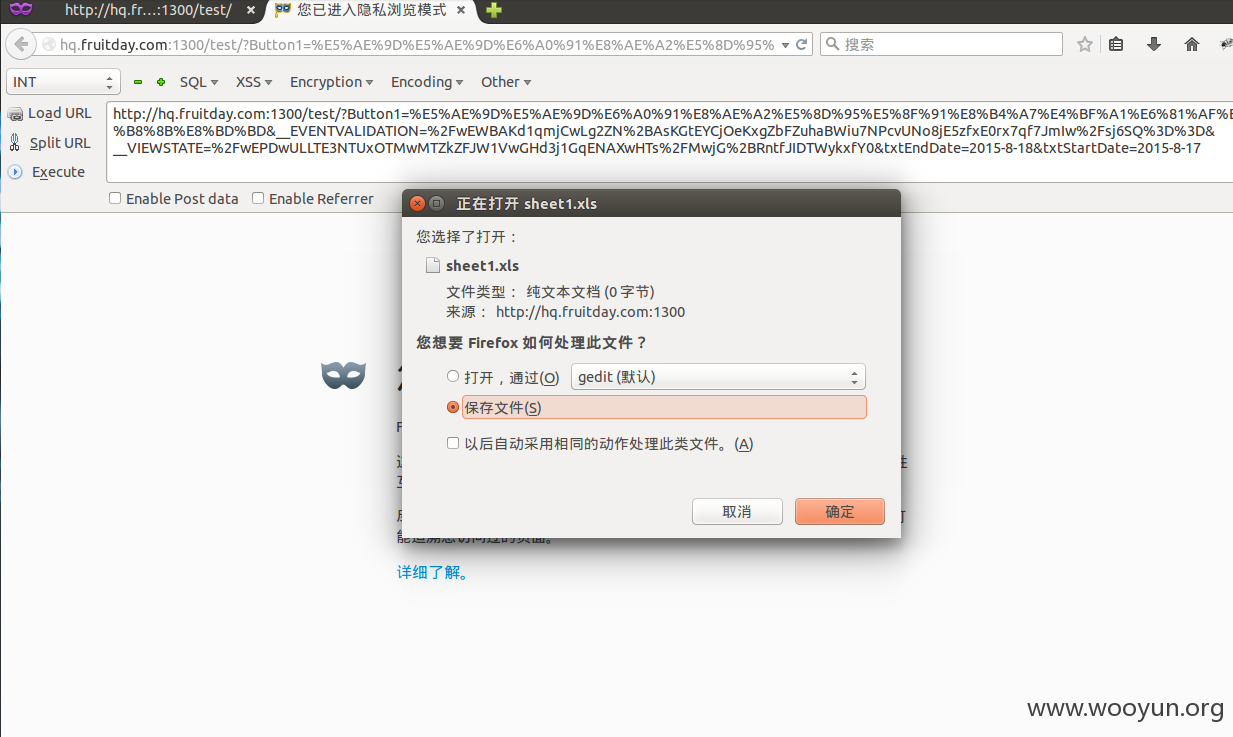 http://hq.fr...:1300/test/
您已进入隐私浏览模式
hq.fruitday.com:1300/test/?Button1=%E5%AE%9D%E5%AE%9D%E6%A0%91%E8%AE%A2%E5%8D%95%
搜索
INT
SQL
XSS
Encryption
Encoding
Other
Load URL
Split URL
Execute
http://hq.fruitday.com:1300/test/?Button1=%E5%AE%9D%E5%AE%9D%E6%A0%91%E8%AE%A2%E5%8D%95%E5%8F%91%E8%B4%A7%E4%BF%A1%E6%81%AF%E
%B8%8B%E8%BD%BD&__EVENTVALIDATION=%2FwEWBAKd1qmjCwLg2ZN%2BAsKGtEYCjOeKxgZbFZuhaBWiu7NPcvUNo8jE5zfxE0rx7qf7JmIw%2Fsj6SQ%3D%3D&
__VIEWSTATE=%2FwEPDwULLTE3NTUxOTMwMTZkZFJW1VwGHd3j1GqENAXwHTs%2FMwjG%2BRntfJIDTWykxfY0&txtEndDate=2015-8-18&txtStartDate=2015-8-17
Enable Post data
Enable Referrer
正在打开 sheet1.xls
您选择了打开：
sheet1.xls
文件类型： 纯文本文档 (0 字节)
来源： http://hq.fruitday.com:1300
您想要 Firefox 如何处理此文件？
打开，通过(O)
gedit (默认)
保存文件(S)
以后自动采用相同的动作处理此类文件。(A)
取消
确定
能追溯您访问过的页面。
详细了解。
www.wooyun.org